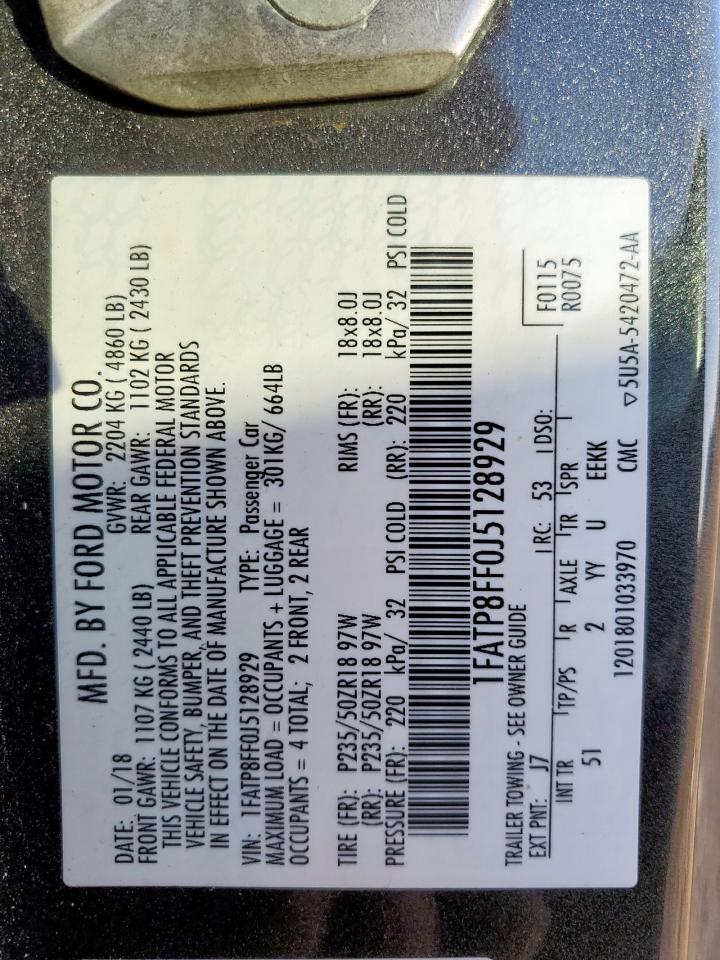 MFD. BY FORD MOTOR CO.
DATE: 01/18 GVWR: 2204 KG ( 4860 LB)
FRONT GAWR: 1107 KG ( 2440 LB) REAR GAWR: 1102 KG ( 2430 LB)
THIS VEHICLE CONFORMS TO ALL APPLICABLE FEDERAL MOTOR
VEHICLE SAFETY, BUMPER, AND THEFT PREVENTION STANDARDS
IN EFFECT ON THE DATE OF MANUFACTURE SHOWN ABOVE.
VIN: 1FATP8FF0J5128929 TYPE: Passenger Car
MAXIMUM LOAD = OCCUPANTS + LUGGAGE = 301KG/ 664LB
OCCUPANTS = 4 TOTAL; 2 FRONT, 2 REAR
TIRE (FR): P235/50ZR18 97W RIMS (FR): 18x8.0J
(RR): P235/50ZR18 97W (RR): 18x8.0J
PRESSURE (FR): 220 kPa/ 32 PSI COLD (RR): 220 kPa/ 32 PSI COLD
1FATP8FF0J5128929
TRAILER TOWING - SEE OWNER GUIDE F0115
EXT PNT: J7 RC: 53 DSO: R0075
INT TR TP/PS R AXLE TR SPR
51 2 YY U EEKK
1201801033970 CMC ▽5U5A-5420472-AA